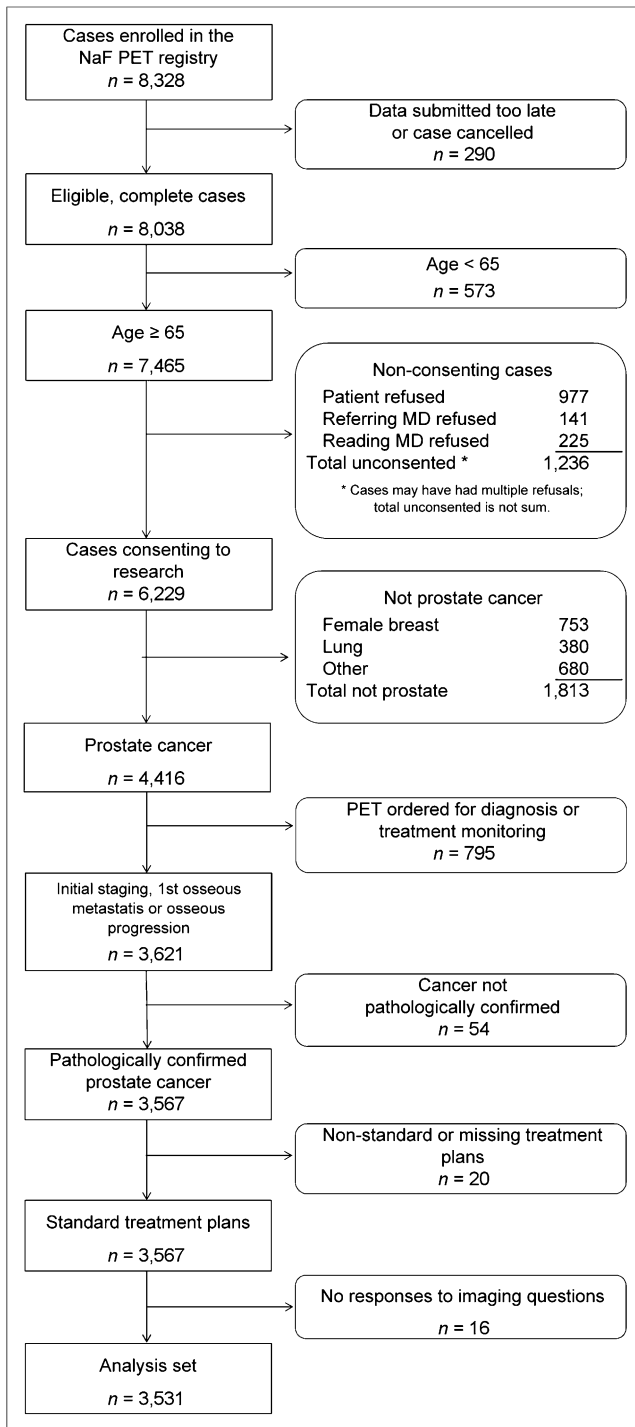 Cases enrolled in the
NaF PET registry
n = 8,328
Data submitted too late
or case cancelled
n = 290
Eligible, complete cases
n = 8,038
Age < 65
n = 573
Age ≥ 65
n = 7,465
Non-consenting cases
Patient refused 977
Referring MD refused 141
Reading MD refused 225
Total unconsented * 1,236
* Cases may have had multiple refusals;
total unconsented is not sum.
Cases consenting to
research
n = 6,229
Not prostate cancer
Female breast 753
Lung 380
Other 680
Total not prostate 1,813
Prostate cancer
n = 4,416
PET ordered for diagnosis or
treatment monitoring
n = 795
Initial staging, 1st osseous
metastatis or osseous
progression
n = 3,621
Cancer not
pathologically confirmed
n = 54
Pathologically confirmed
prostate cancer
n = 3,567
Non-standard or missing treatment
plans
n = 20
Standard treatment plans
n = 3,567
No responses to imaging questions
n = 16
Analysis set
n = 3,531